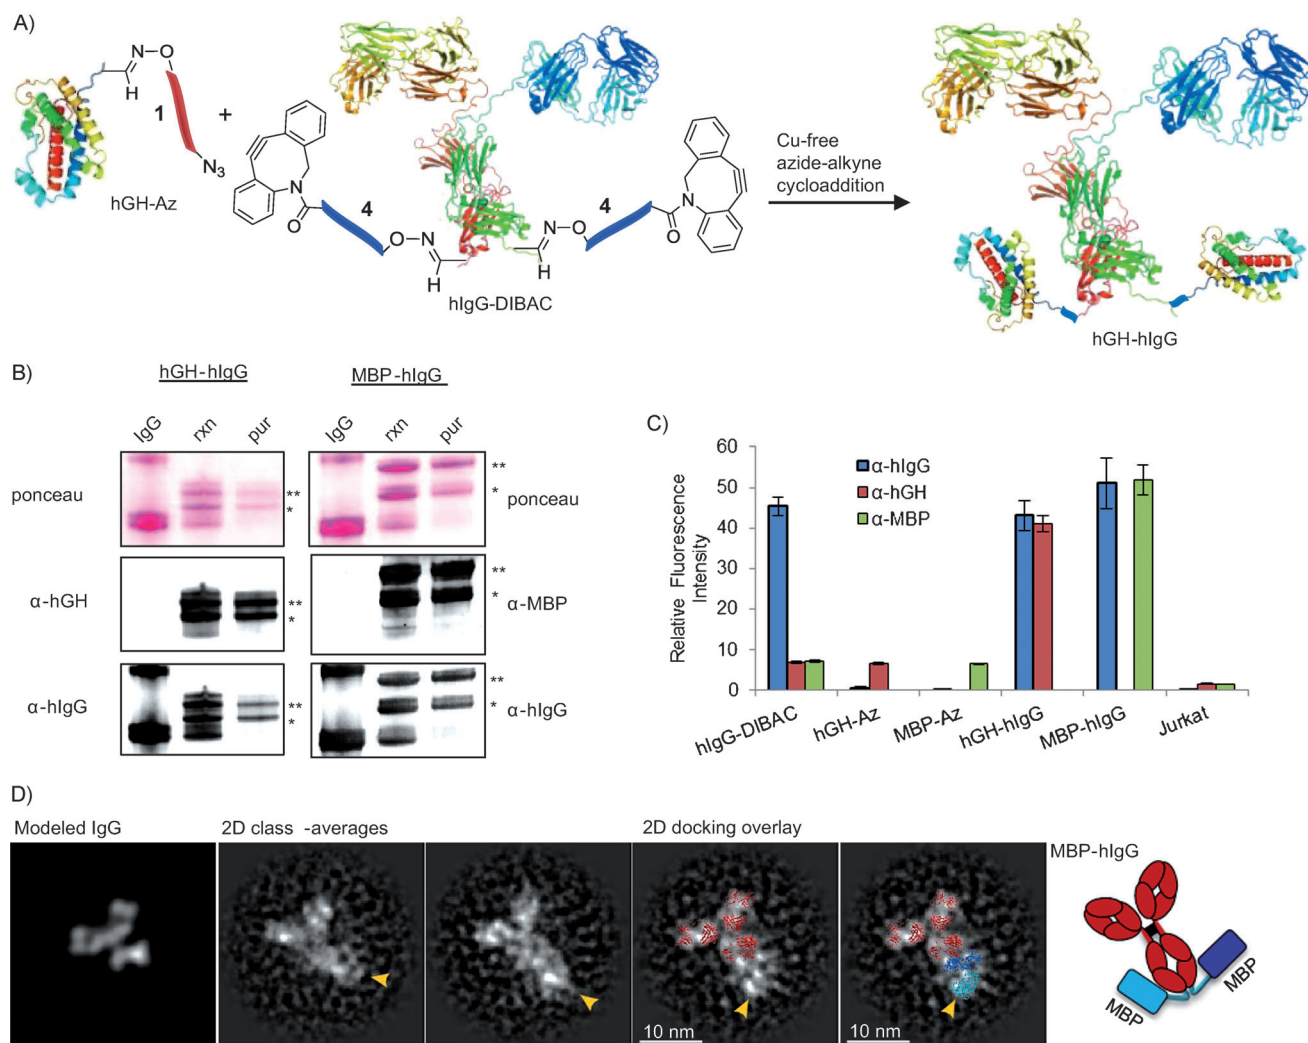 A)
N–O
H
1
N₃
hGH-Az
+
N
O
4
O–N
H
hIgG-DIBAC
N–O
H
4
N
O
Cu-free
azide-alkyne
cycloaddition
hGH-hIgG
B)
hGH-hIgG
MBP-hIgG
IgG
rxn
pur
IgG
rxn
pur
ponceau
**
*
**
*
ponceau
α-hGH
**
*
**
*
α-MBP
α-hIgG
**
*
**
*
α-hIgG
C)
Relative Fluorescence
Intensity
60
50
40
30
20
10
0
α-hIgG
α-hGH
α-MBP
hIgG-DIBAC
hGH-Az
MBP-Az
hGH-hIgG
MBP-hIgG
Jurkat
D)
Modeled IgG
2D class -averages
2D docking overlay
10 nm
10 nm
MBP-hIgG
MBP
MBP